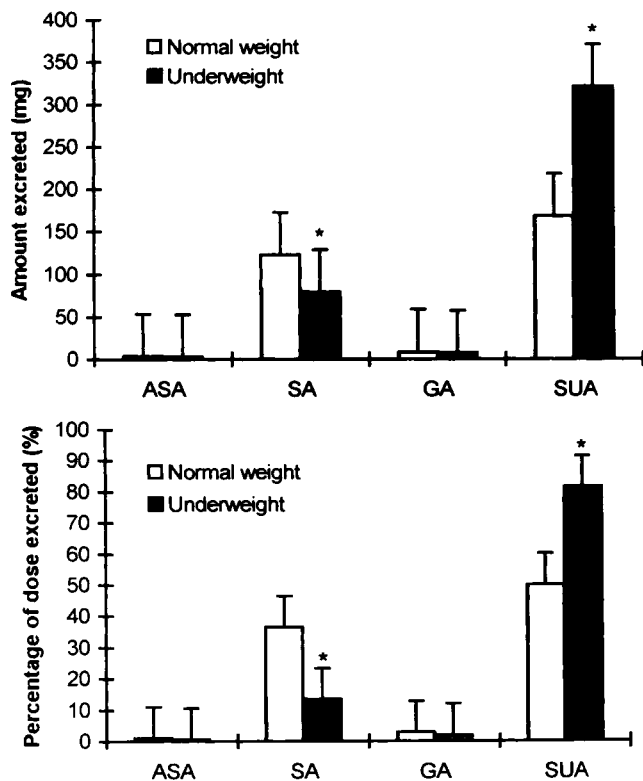 Amount excreted (mg)
400
350
300
250
200
150
100
50
0
Normal weight
Underweight
*
*
ASA
SA
GA
SUA
Percentage of dose excreted (%)
100
90
80
70
60
50
40
30
20
10
0
Normal weight
Underweight
*
*
ASA
SA
GA
SUA